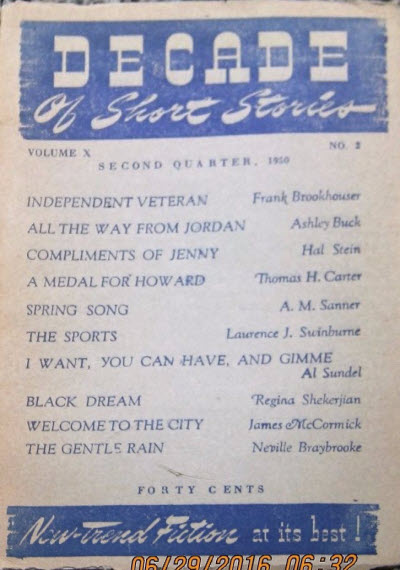 DECADE
Of Short Stories
VOLUME X NO. 2
SECOND QUARTER, 1950
INDEPENDENT VETERAN Frank Brookhouser
ALL THE WAY FROM JORDAN Ashley Buck
COMPLIMENTS OF JENNY Hal Stein
A MEDAL FOR HOWARD Thomas H. Carter
SPRING SONG A. M. Sanner
THE SPORTS Laurence J. Swinburne
I WANT, YOU CAN HAVE, AND GIMME
Al Sundel
BLACK DREAM Regina Shekerjian
WELCOME TO THE CITY James McCormick
THE GENTLE RAIN Neville Braybrooke
FORTY CENTS
New-Trend Fiction at its best!
06/29/2016 06:32